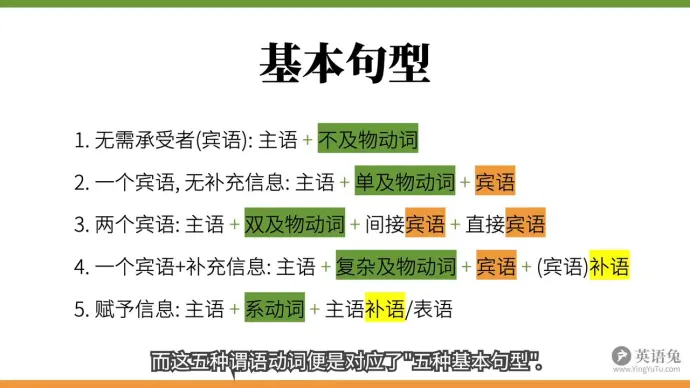 基本句型
1. 无需承受者(宾语): 主语 + 不及物动词
2. 一个宾语, 无补充信息: 主语 + 单及物动词 + 宾语
3. 两个宾语: 主语 + 双及物动词 + 间接宾语 + 直接宾语
4. 一个宾语+补充信息: 主语 + 复杂及物动词 + 宾语 + (宾语)补语
5. 赋予信息: 主语 + 系动词 + 主语补语/表语
而这五种谓语动词便是对应了"五种基本句型".
英语兔
www.YingYuTu.com